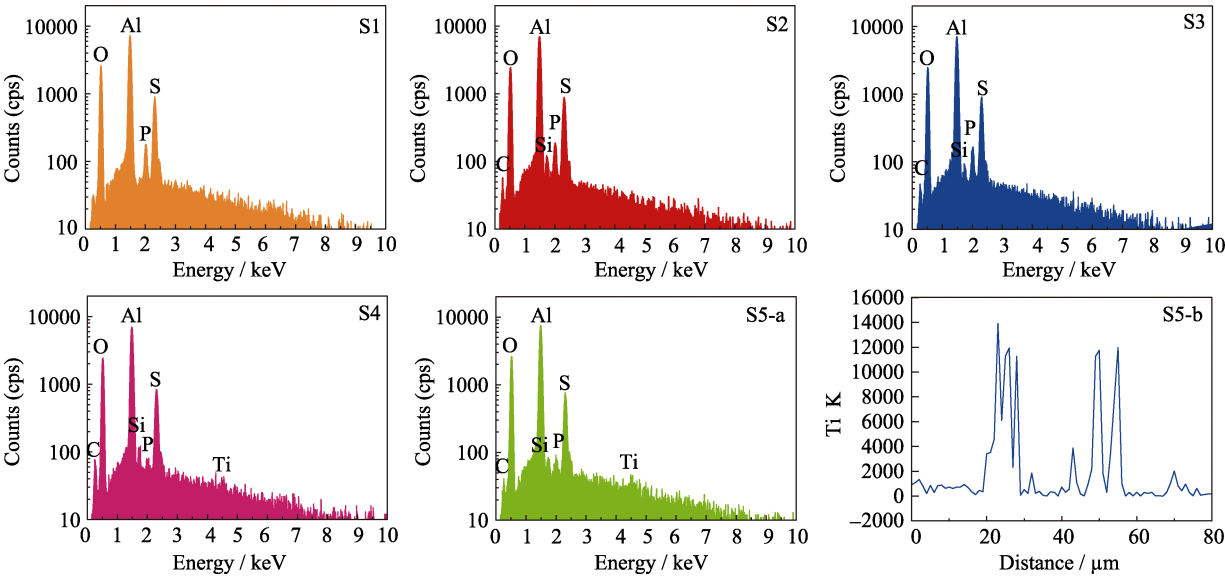 S1
Al
O
S
P
10000
1000
100
10
Counts (cps)
0 1 2 3 4 5 6 7 8 9 10
Energy / keV
S2
Al
O
S
P
Si
C
10000
1000
100
10
Counts (cps)
0 1 2 3 4 5 6 7 8 9 10
Energy / keV
S3
Al
O
S
P
Si
C
10000
1000
100
10
Counts (cps)
0 1 2 3 4 5 6 7 8 9 10
Energy / keV
S4
Al
O
S
Si
P
C
Ti
10000
1000
100
10
Counts (cps)
0 1 2 3 4 5 6 7 8 9 10
Energy / keV
S5-a
Al
O
S
Si
P
C
Ti
10000
1000
100
10
Counts (cps)
0 1 2 3 4 5 6 7 8 9 10
Energy / keV
S5-b
16000
14000
12000
10000
8000
6000
4000
2000
0
–2000
Ti K
0 20 40 60 80
Distance / μm